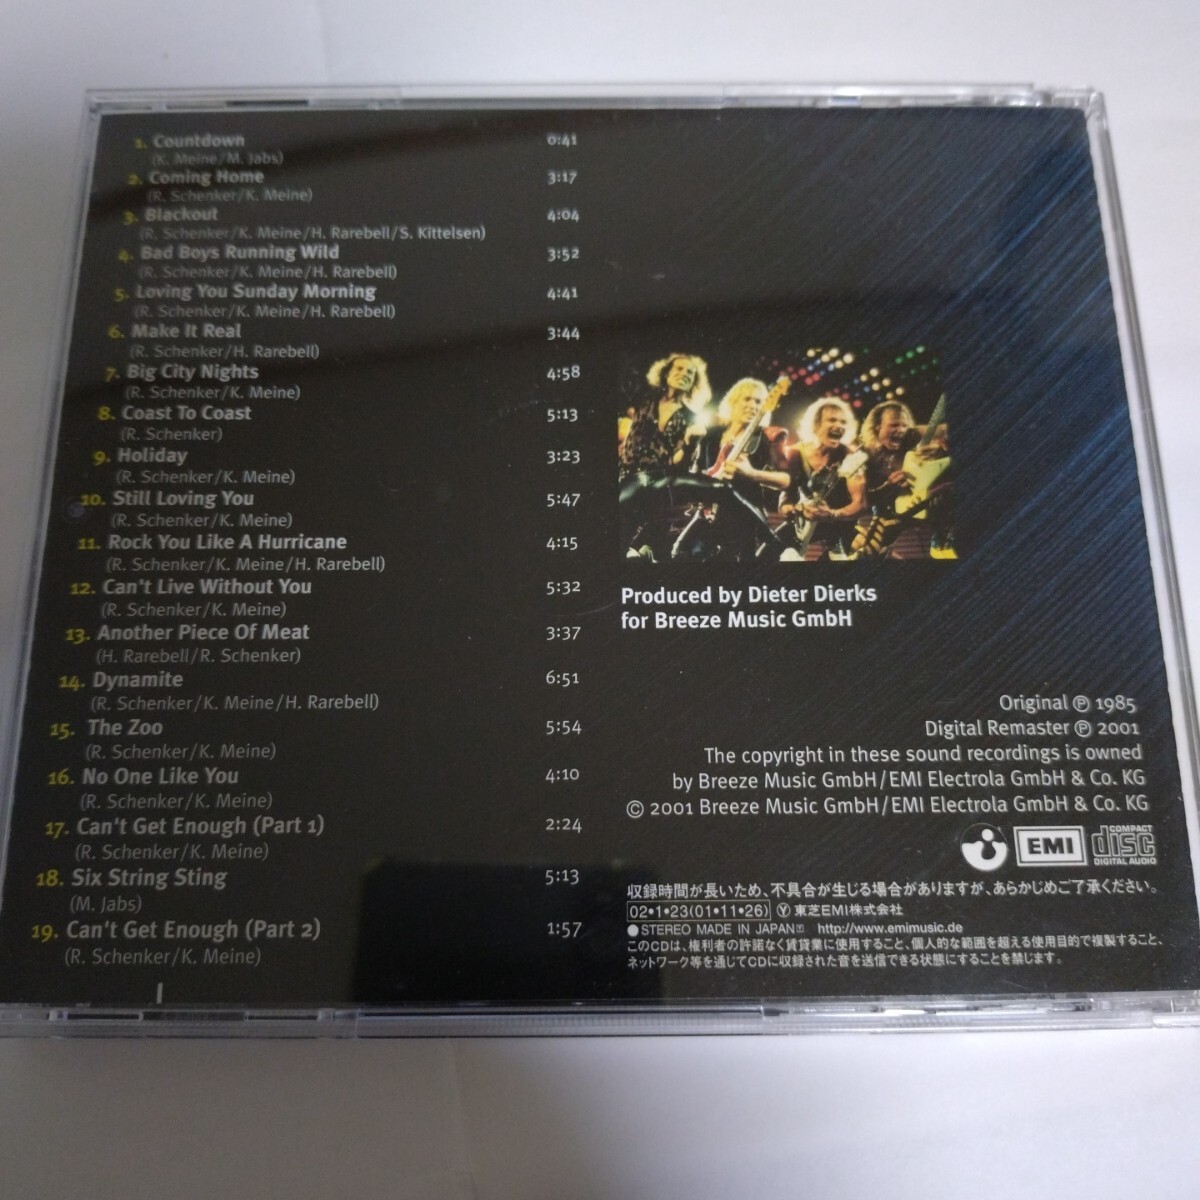 1. Countdown 0:41
(K. Meine/M. Jabs)
2. Coming Home 3:17
(R. Schenker/K. Meine)
3. Blackout 4:04
(R. Schenker/K. Meine/H. Rarebell/S. Kittelsen)
4. Bad Boys Running Wild 3:52
(R. Schenker/K. Meine/H. Rarebell)
5. Loving You Sunday Morning 4:41
(R. Schenker/K. Meine/H. Rarebell)
6. Make It Real 3:44
(R. Schenker/H. Rarebell)
7. Big City Nights 4:58
(R. Schenker/K. Meine)
8. Coast To Coast 5:13
(R. Schenker)
9. Holiday 3:23
(R. Schenker/K. Meine)
10. Still Loving You 5:47
(R. Schenker/K. Meine)
11. Rock You Like A Hurricane 4:15
(R. Schenker/K. Meine/H. Rarebell)
12. Can't Live Without You 5:32
(R. Schenker/K. Meine)
13. Another Piece Of Meat 3:37
(H. Rarebell/R. Schenker)
14. Dynamite 6:51
(R. Schenker/K. Meine/H. Rarebell)
15. The Zoo 5:54
(R. Schenker/K. Meine)
16. No One Like You 4:10
(R. Schenker/K. Meine)
17. Can't Get Enough (Part 1) 2:24
(R. Schenker/K. Meine)
18. Six String Sting 5:13
(M. Jabs)
19. Can't Get Enough (Part 2) 1:57
(R. Schenker/K. Meine)
Produced by Dieter Dierks
for Breeze Music GmbH
Original ℗ 1985
Digital Remaster ℗ 2001
The copyright in these sound recordings is owned
by Breeze Music GmbH/EMI Electrola GmbH & Co. KG
© 2001 Breeze Music GmbH/EMI Electrola GmbH & Co. KG
EMI
COMPACT
disc
DIGITAL AUDIO
収録時間が長いため、不具合が生じる場合がありますが、あらかじめご了承ください。
02•1•23(01•11•26) Ⓨ東芝EMI株式会社
●STEREO MADE IN JAPAN http://www.emimusic.de
このCDは、権利者の許諾なく賃貸業に使用すること、個人的な範囲を超える使用目的で複製すること、
ネットワーク等を通じてCDに収録された音を送信できる状態にすることを禁じます。